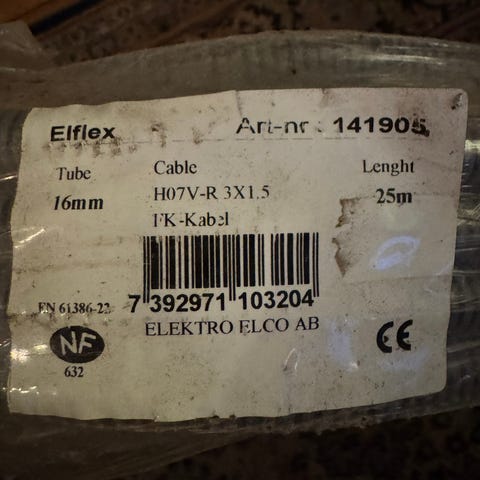 Elflex Art-nr: 141905
Tube Cable Lenght
16mm H07V-R 3X1.5 25m
FK-Kabel
7 392971 103204
EN 61386-22
ELEKTRO ELCO AB
NF CE
632